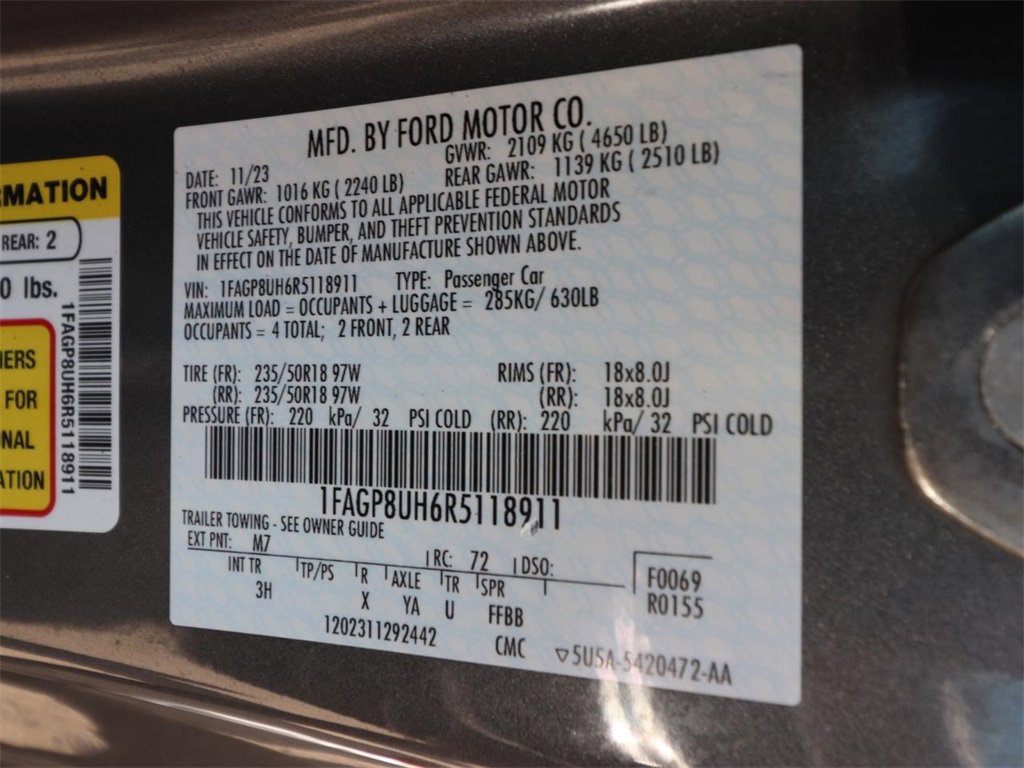 RMATION
REAR: 2
0 lbs.
1FAGP8UH6R5118911
FOR
ATION
MFD. BY FORD MOTOR CO.
DATE: 11/23 GVWR: 2109 KG ( 4650 LB)
FRONT GAWR: 1016 KG ( 2240 LB) REAR GAWR: 1139 KG ( 2510 LB)
THIS VEHICLE CONFORMS TO ALL APPLICABLE FEDERAL MOTOR
VEHICLE SAFETY, BUMPER, AND THEFT PREVENTION STANDARDS
IN EFFECT ON THE DATE OF MANUFACTURE SHOWN ABOVE.
VIN: 1FAGP8UH6R5118911 TYPE: Passenger Car
MAXIMUM LOAD = OCCUPANTS + LUGGAGE = 285KG/ 630LB
OCCUPANTS = 4 TOTAL; 2 FRONT, 2 REAR
TIRE (FR): 235/50R18 97W RIMS (FR): 18x8.0J
(RR): 235/50R18 97W (RR): 18x8.0J
PRESSURE (FR): 220 kPa/ 32 PSI COLD (RR): 220 kPa/ 32 PSI COLD
1FAGP8UH6R5118911
TRAILER TOWING - SEE OWNER GUIDE
EXT PNT: M7 RC: 72 DSO:
INT TR TP/PS R AXLE TR SPR F0069
3H X YA U FFBB R0155
1202311292442 CMC ▽5U5A-5420472-AA